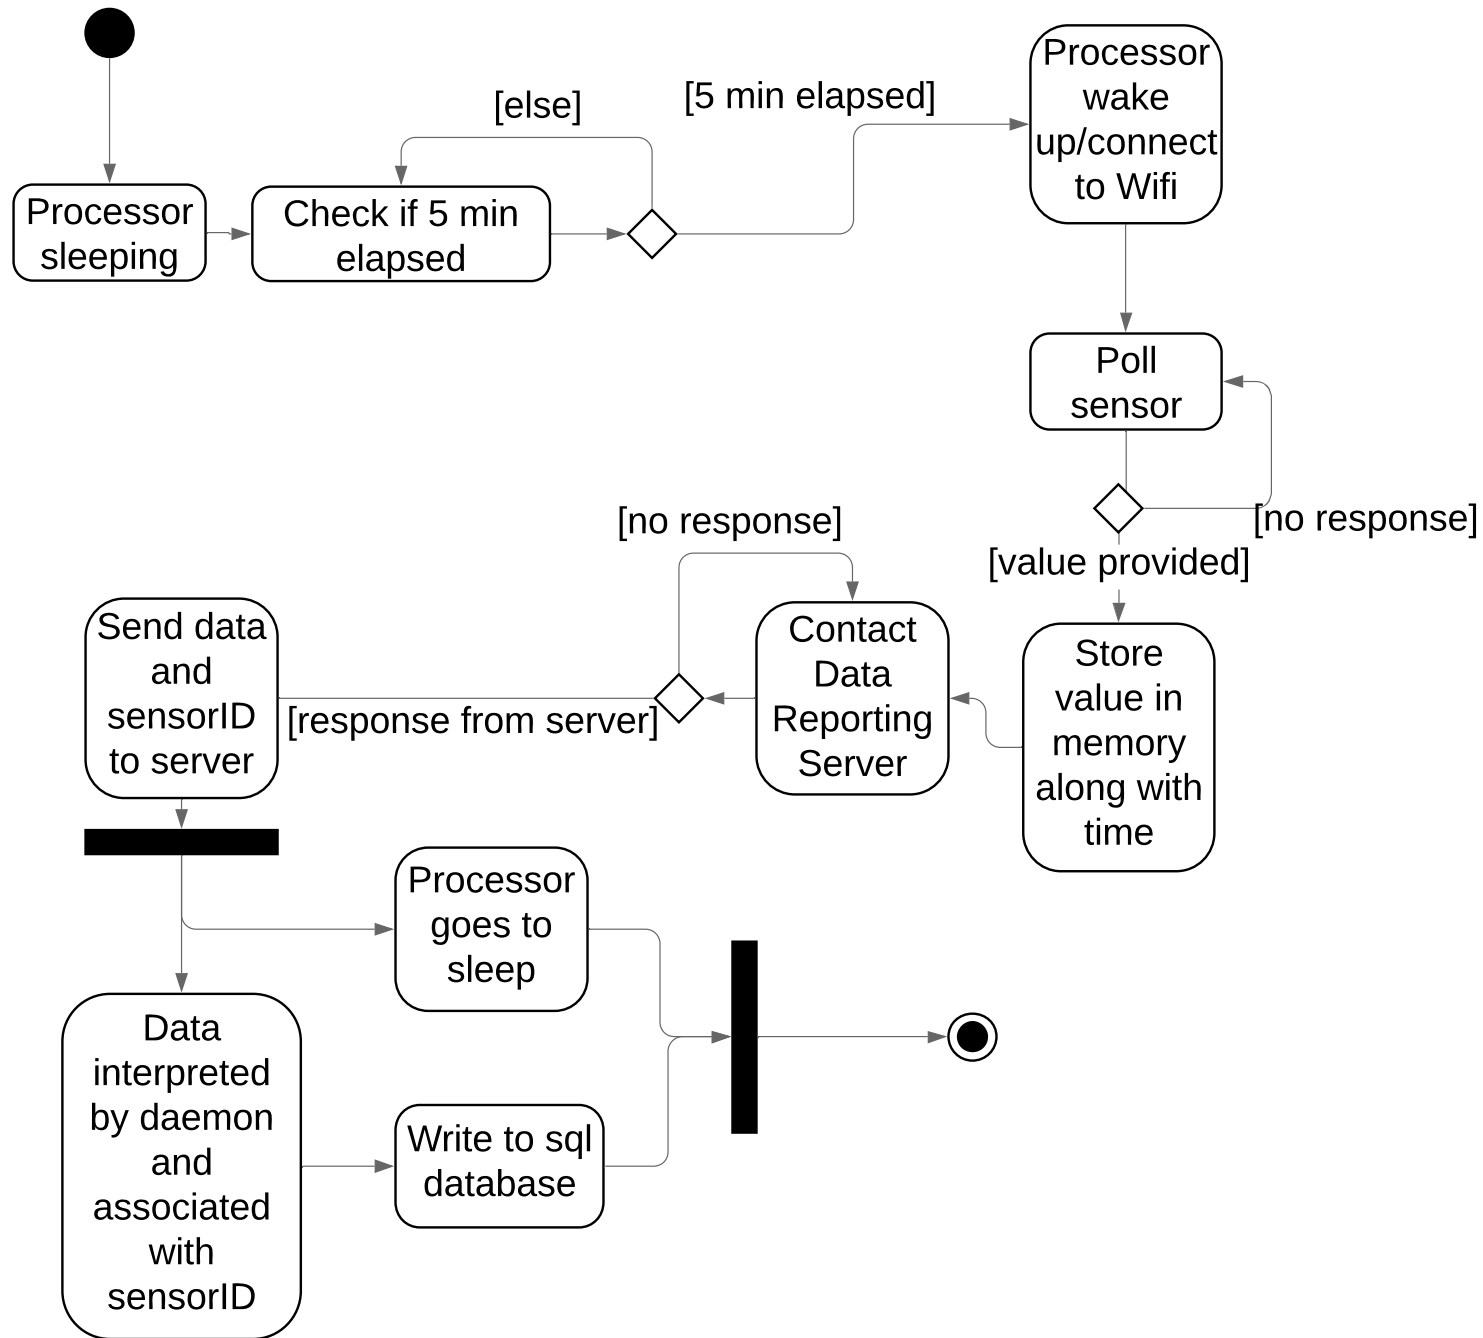 [else]
[5 min elapsed]
Processor
wake
up/connect
to Wifi
Processor
sleeping
Check if 5 min
elapsed
Poll
sensor
[no response]
[value provided]
[no response]
Store
value in
memory
along with
time
Contact
Data
Reporting
Server
[response from server]
Send data
and
sensorID
to server
Processor
goes to
sleep
Data
interpreted
by daemon
and
associated
with
sensorID
Write to sql
database